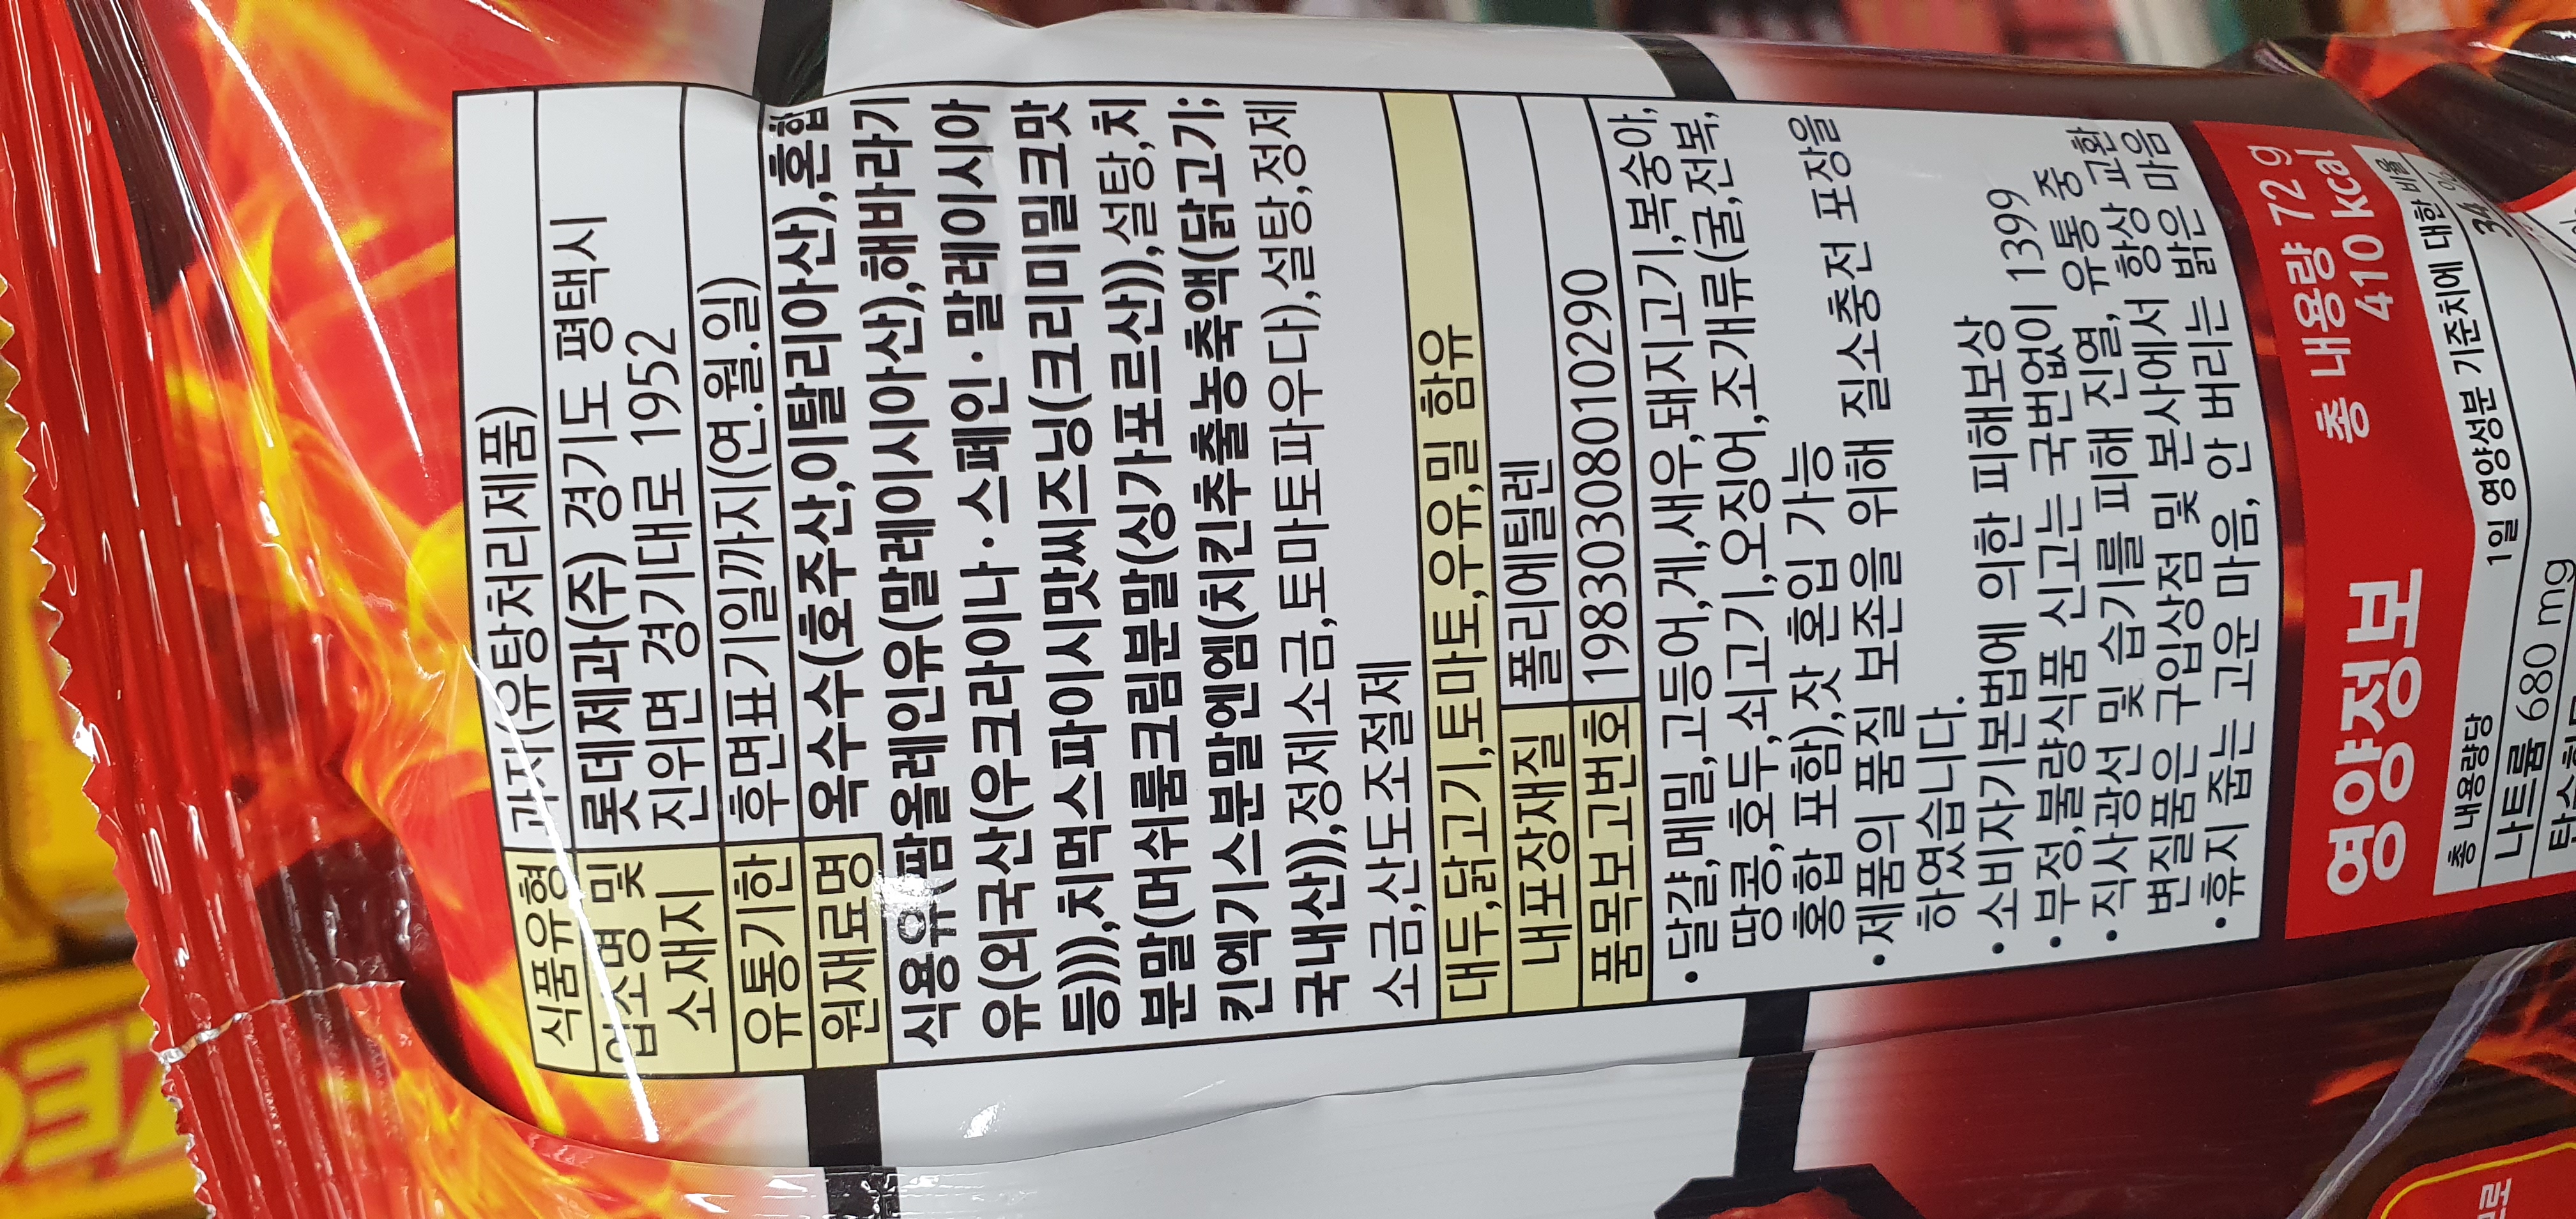 식품유형 과자(유탕처리제품)
업소명 및 소재지 롯데제과(주) 경기도 평택시
진위면 경기대로 1952
유통기한 후면표기일까지(연.월.일)
원재료명 옥수수(호주산,이탈리아산),혼합
식용유(팜올레인유(말레이시아산),해바라기
유(외국산(우크라이나·스페인·말레이시아
등))),치먹스파이시맛씨즈닝(크리미밀크맛
분말(머쉬룸크림분말(싱가포르산)),설탕,치
킨엑기스분말엔엠(치킨추출농축액(닭고기;
국내산)),정제소금,토마토파우다),설탕,정제
소금,산도조절제
대두,닭고기,토마토,우유,밀 함유
내포장재질 폴리에틸렌
품목보고번호 19830308010290
•달걀,메밀,고등어,게,새우,돼지고기,복숭아,
땅콩,호두,쇠고기,오징어,조개류(굴,전복,
홍합 포함),잣 혼입 가능
•제품의 품질 보존을 위해 질소충전 포장을
하였습니다.
•소비자기본법에 의한 피해보상
•부정,불량식품 신고는 국번없이 1399
•직사광선 및 습기를 피해 진열, 유통 중
변질품은 구입상점 및 본사에서 항상 교환
•휴지 줍는 고운 마음, 안 버리는 밝은 마음
영양정보
총 내용량 72 g
410 kcal
총 내용량당 1일 영양성분 기준치에 대한 비율
나트륨 680 mg 34 %